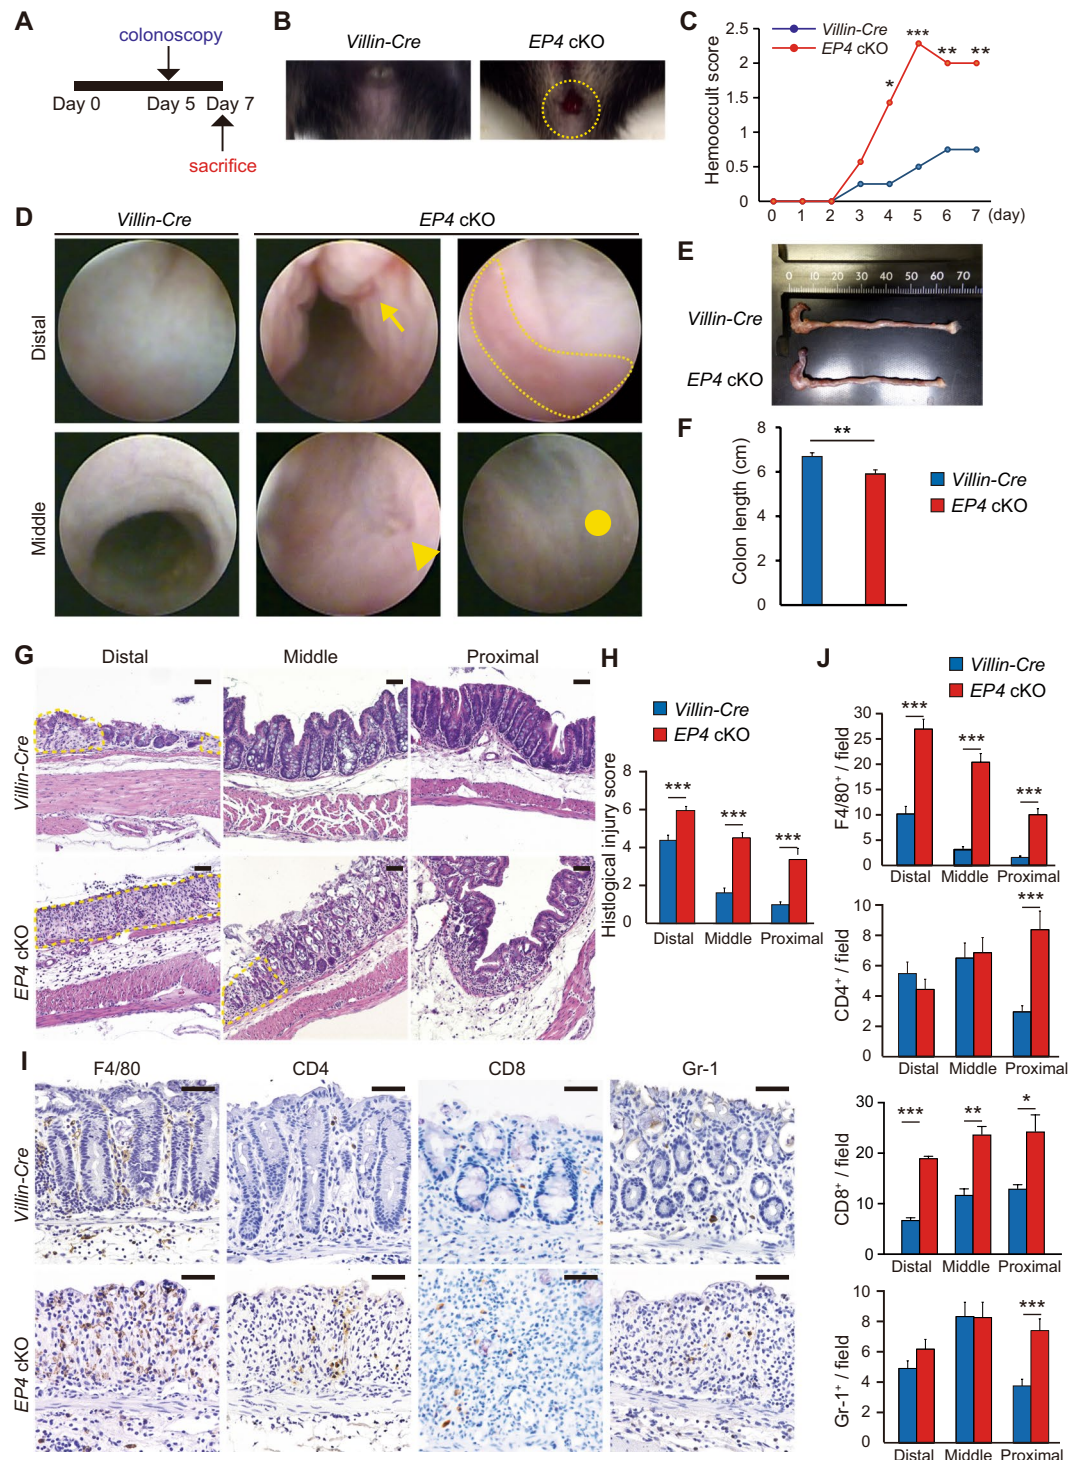 A
colonoscopy
Day 0
Day 5
Day 7
sacrifice
B
Villin-Cre
EP4 cKO
C
Villin-Cre
EP4 cKO
Hemooccult score
2.5
2
1.5
1
0.5
0
***
**
**
*
0 1 2 3 4 5 6 7 (day)
D
Villin-Cre
EP4 cKO
Distal
Middle
E
0 10 20 30 40 50 60 70
Villin-Cre
EP4 cKO
F
Colon length (cm)
8
6
4
2
0
**
Villin-Cre
EP4 cKO
G
Distal
Middle
Proximal
Villin-Cre
EP4 cKO
H
Villin-Cre
EP4 cKO
Histlogical injury score
8
6
4
2
0
***
***
***
Distal Middle Proximal
I
F4/80
CD4
CD8
Gr-1
Villin-Cre
EP4 cKO
J
Villin-Cre
EP4 cKO
F4/80+ / field
30
25
20
15
10
5
0
***
***
***
Distal Middle Proximal
CD4+ / field
10
8
6
4
2
0
***
Distal Middle Proximal
CD8+ / field
30
20
10
0
***
**
*
Distal Middle Proximal
Gr-1+ / field
10
8
6
4
2
0
***
Distal Middle Proximal